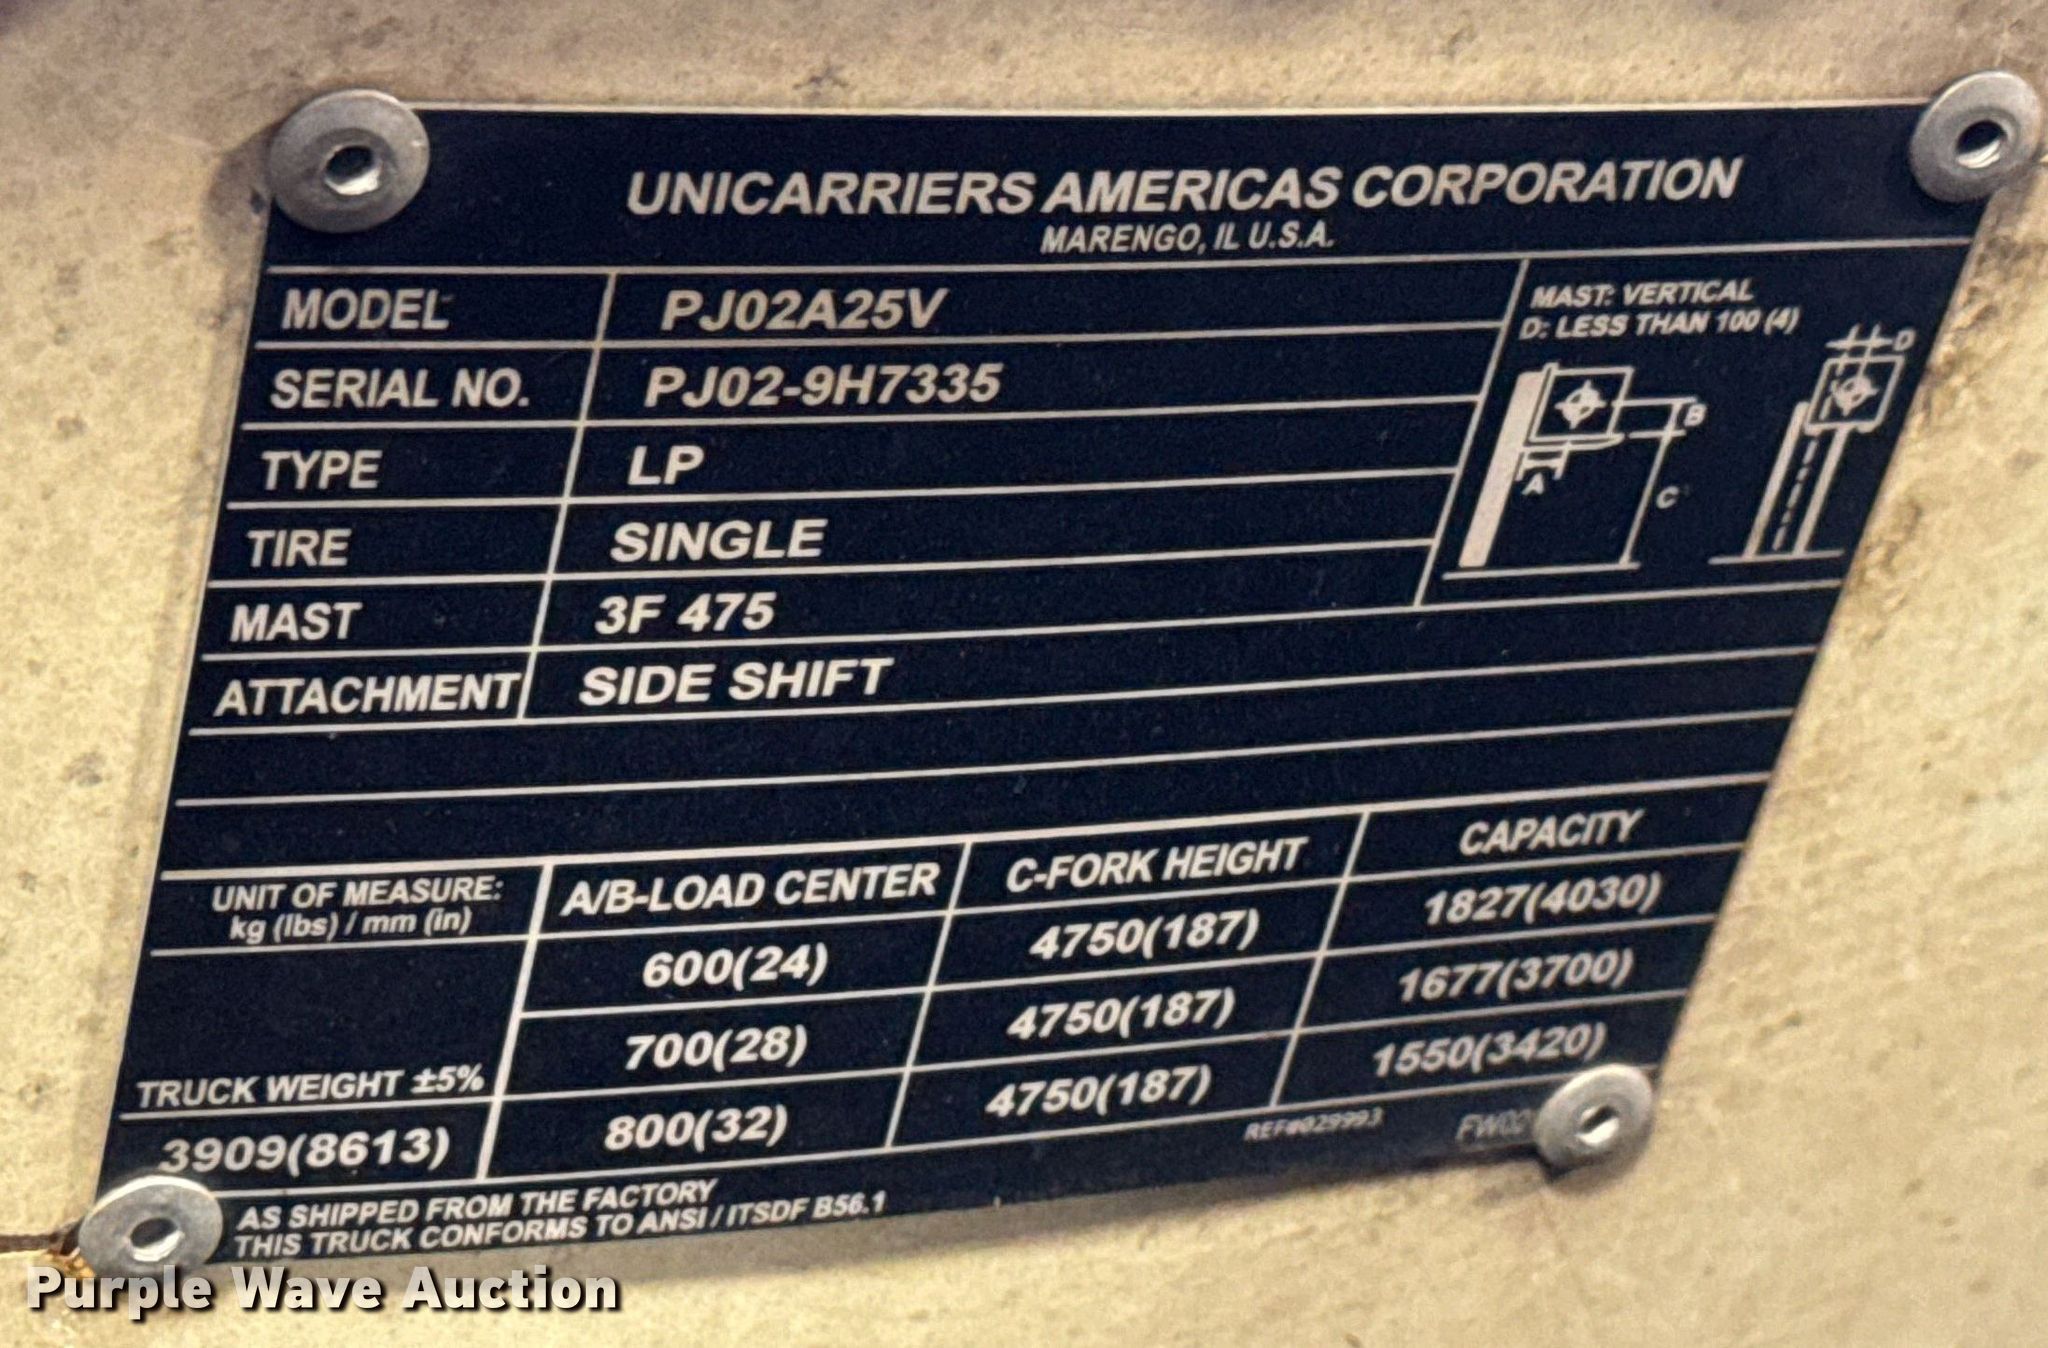 UNICARRIERS AMERICAS CORPORATION
MARENGO, IL U.S.A.
MODEL PJ02A25V
SERIAL NO. PJ02-9H7335
TYPE LP
TIRE SINGLE
MAST 3F 475
ATTACHMENT SIDE SHIFT
MAST: VERTICAL
D: LESS THAN 100 (4)
D
B
A
C
UNIT OF MEASURE:
kg (lbs) / mm (in)
A/B-LOAD CENTER C-FORK HEIGHT CAPACITY
600(24) 4750(187) 1827(4030)
700(28) 4750(187) 1677(3700)
800(32) 4750(187) 1550(3420)
TRUCK WEIGHT ±5%
3909(8613)
REF#029993
AS SHIPPED FROM THE FACTORY
THIS TRUCK CONFORMS TO ANSI / ITSDF B56.1
Purple Wave Auction